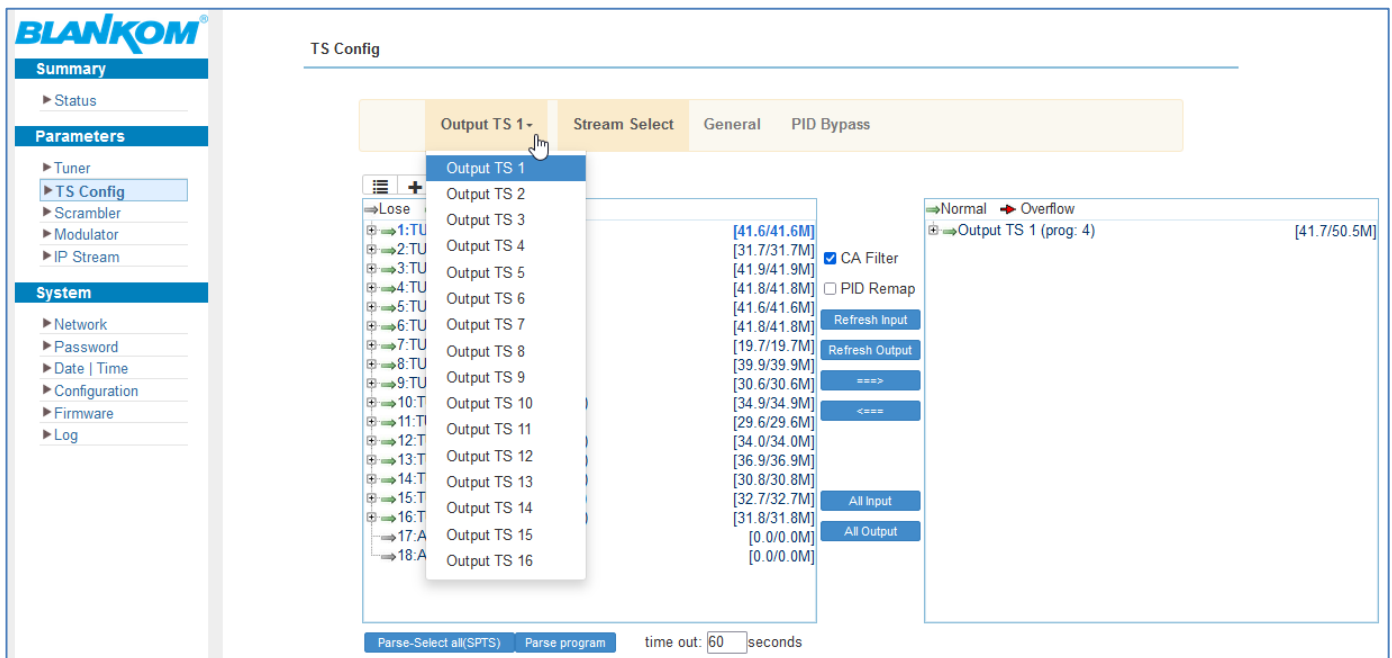 BLANKOM®
Summary
Status
Parameters
Tuner
TS Config
Scrambler
Modulator
IP Stream
System
Network
Password
Date | Time
Configuration
Firmware
Log
TS Config
Output TS 1 Stream Select General PID Bypass
Output TS 1
Output TS 2
Output TS 3
Output TS 4
Output TS 5
Output TS 6
Output TS 7
Output TS 8
Output TS 9
Output TS 10
Output TS 11
Output TS 12
Output TS 13
Output TS 14
Output TS 15
Output TS 16
Lose
1:TU [41.6/41.6M]
2:TU [31.7/31.7M]
3:TU [41.9/41.9M]
4:TU [41.8/41.8M]
5:TU [41.6/41.6M]
6:TU [41.8/41.8M]
7:TU [19.7/19.7M]
8:TU [39.9/39.9M]
9:TU [30.6/30.6M]
10:T ) [34.9/34.9M]
11:TU [29.6/29.6M]
12:T ) [34.0/34.0M]
13:T ) [36.9/36.9M]
14:T ) [30.8/30.8M]
15:T ) [32.7/32.7M]
16:T ) [31.8/31.8M]
17:A [0.0/0.0M]
18:A [0.0/0.0M]
CA Filter
PID Remap
Refresh Input
Refresh Output
===>
<===
All Input
All Output
Normal Overflow
Output TS 1 (prog: 4) [41.7/50.5M]
Parse-Select all(SPTS) Parse program time out: 60 seconds